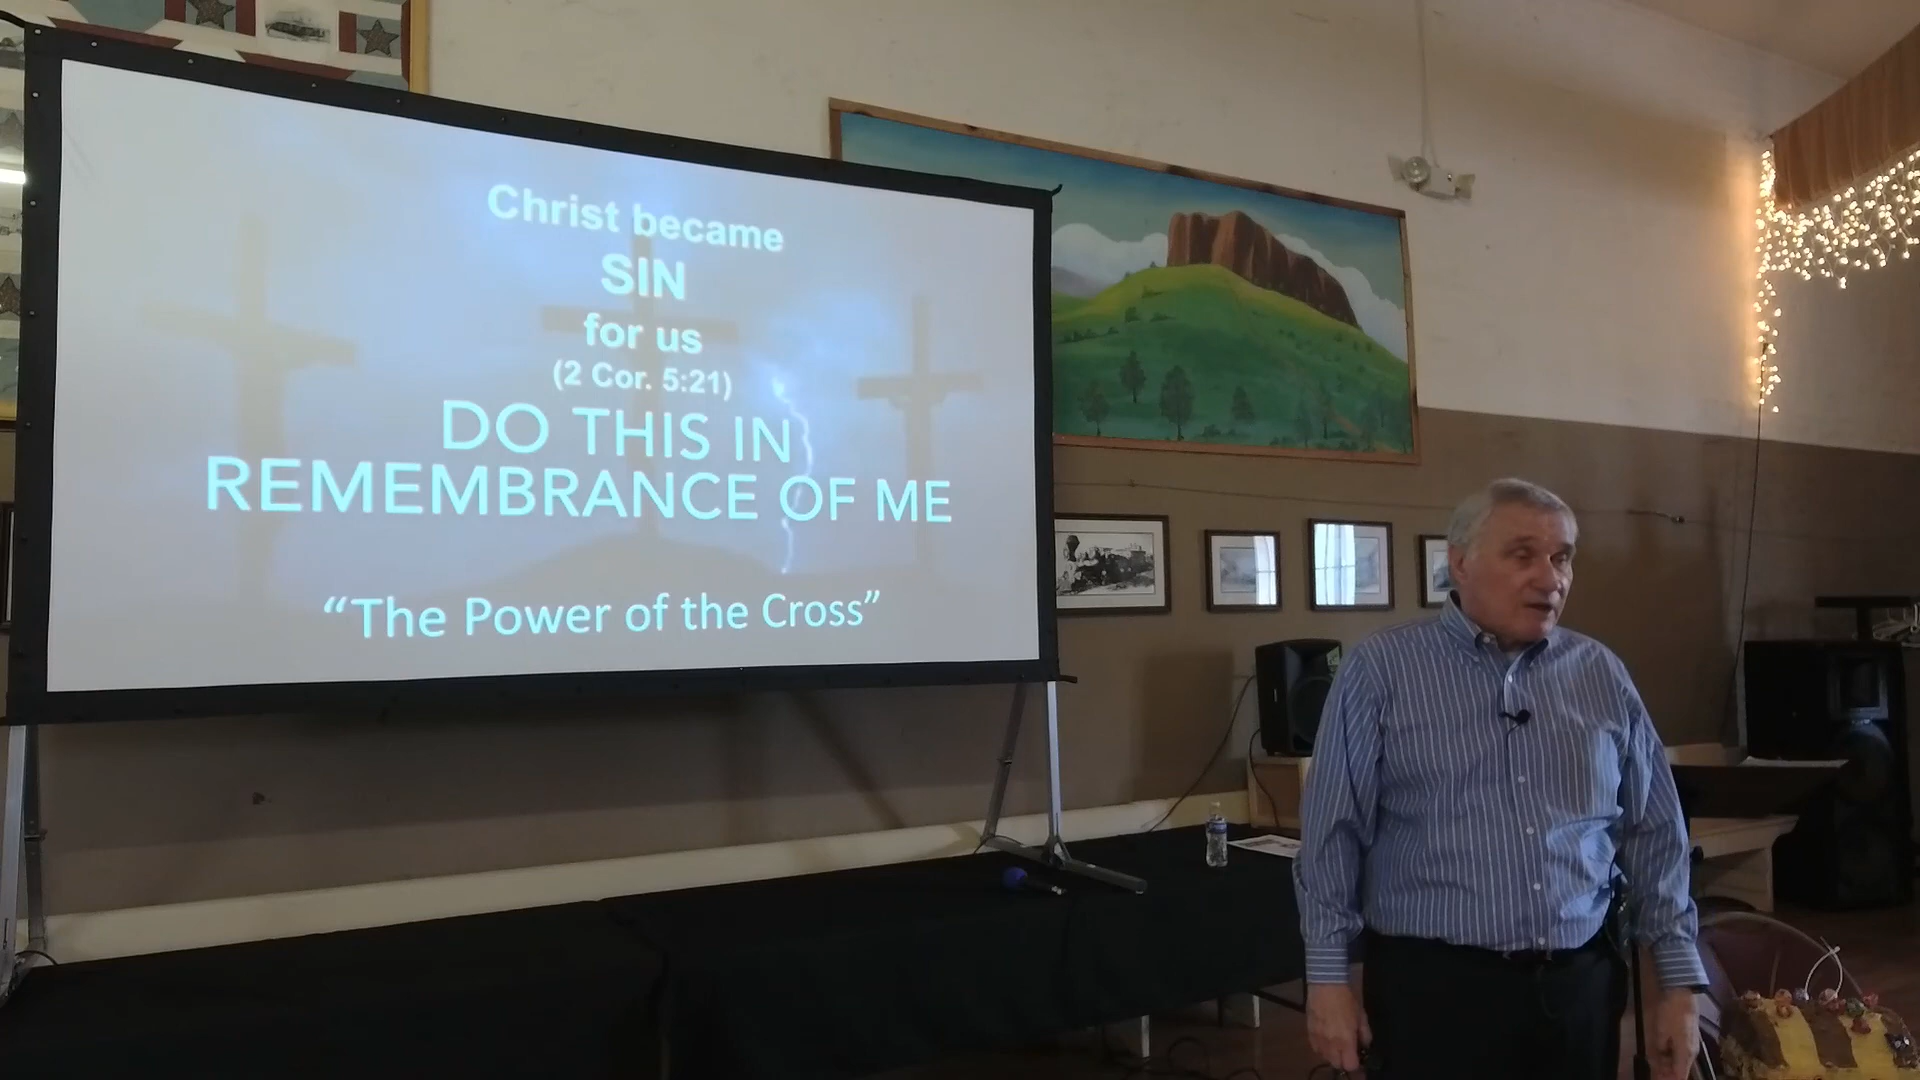 Christ became
SIN
for us
(2 Cor. 5:21)
DO THIS IN
REMEMBRANCE OF ME
“The Power of the Cross”